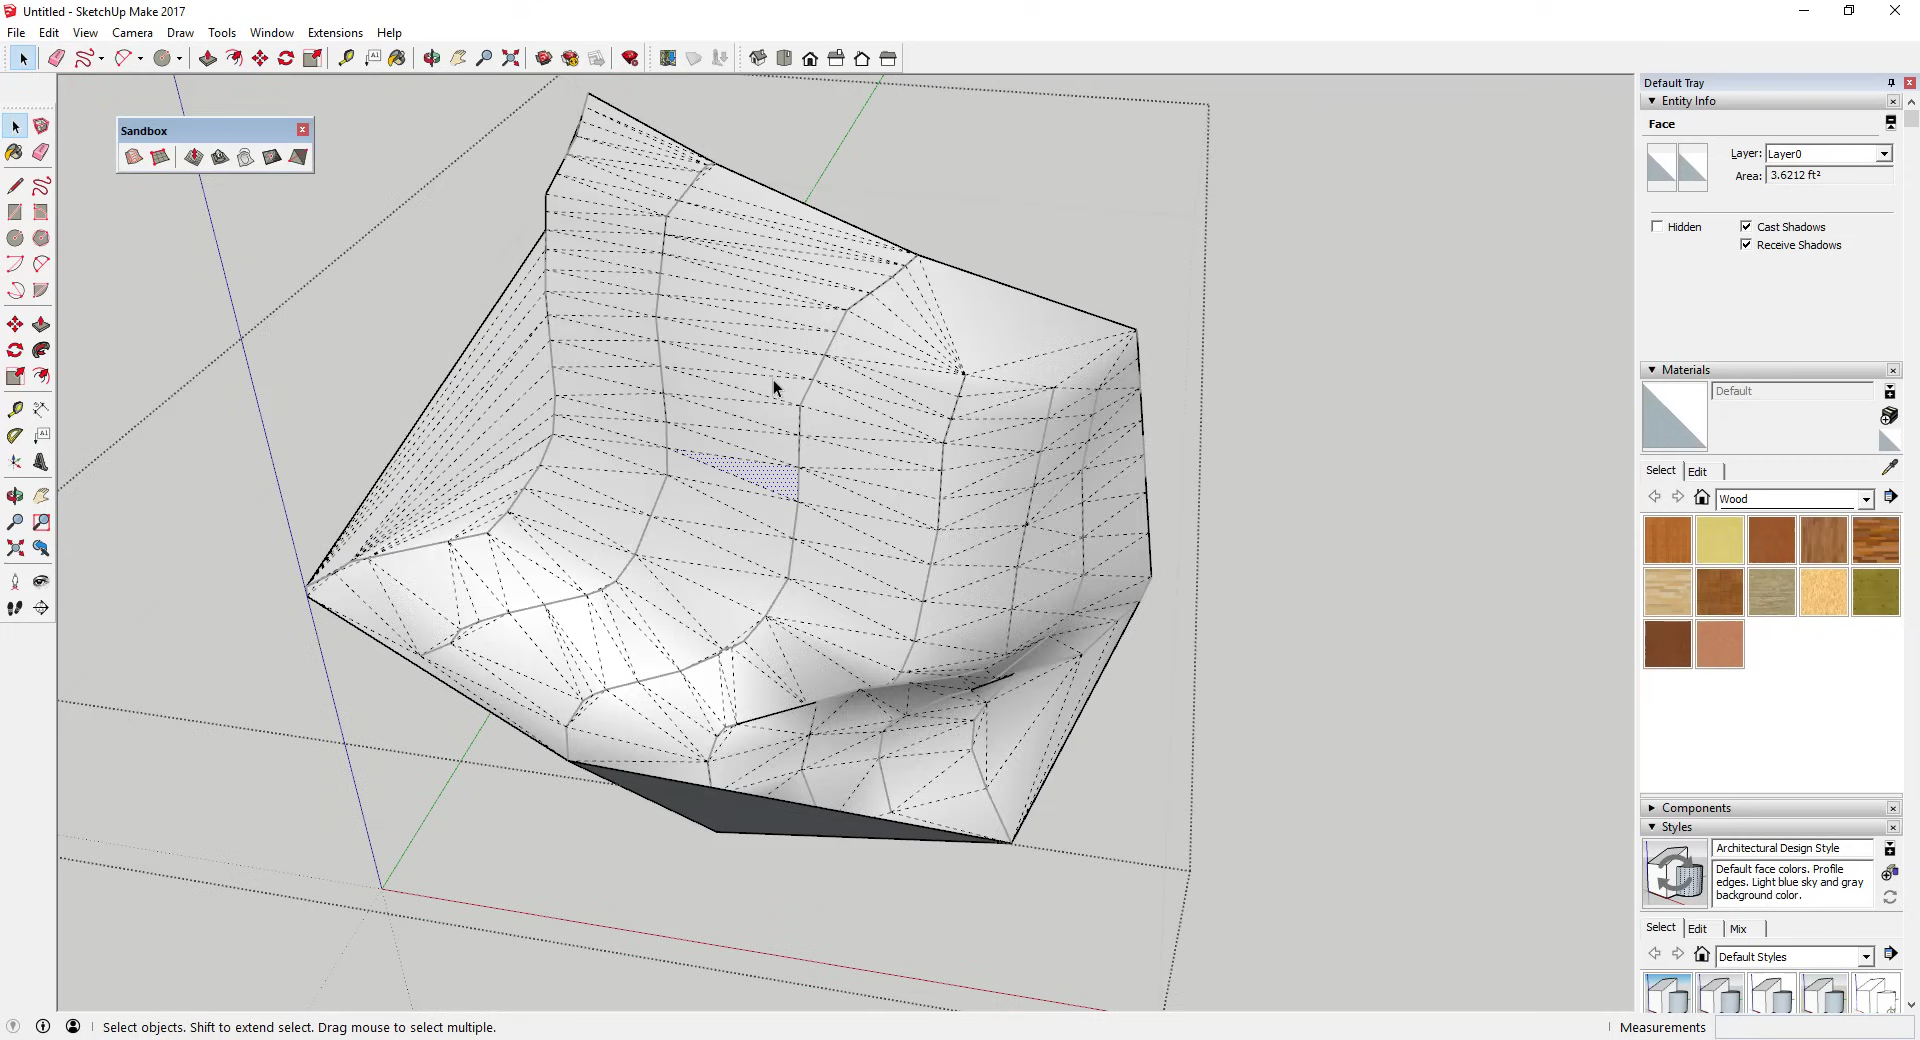 Untitled - SketchUp Make 2017
File Edit View Camera Draw Tools Window Extensions Help
A1
Sandbox
A1
Default Tray
Entity Info
Face
Layer: Layer0
Area: 3.6212 ft²
Hidden
Cast Shadows
Receive Shadows
Materials
Default
Select Edit
Wood
Components
Styles
Architectural Design Style
Default face colors. Profile
edges. Light blue sky and gray
background color.
Select Edit Mix
Default Styles
Select objects. Shift to extend select. Drag mouse to select multiple.
Measurements